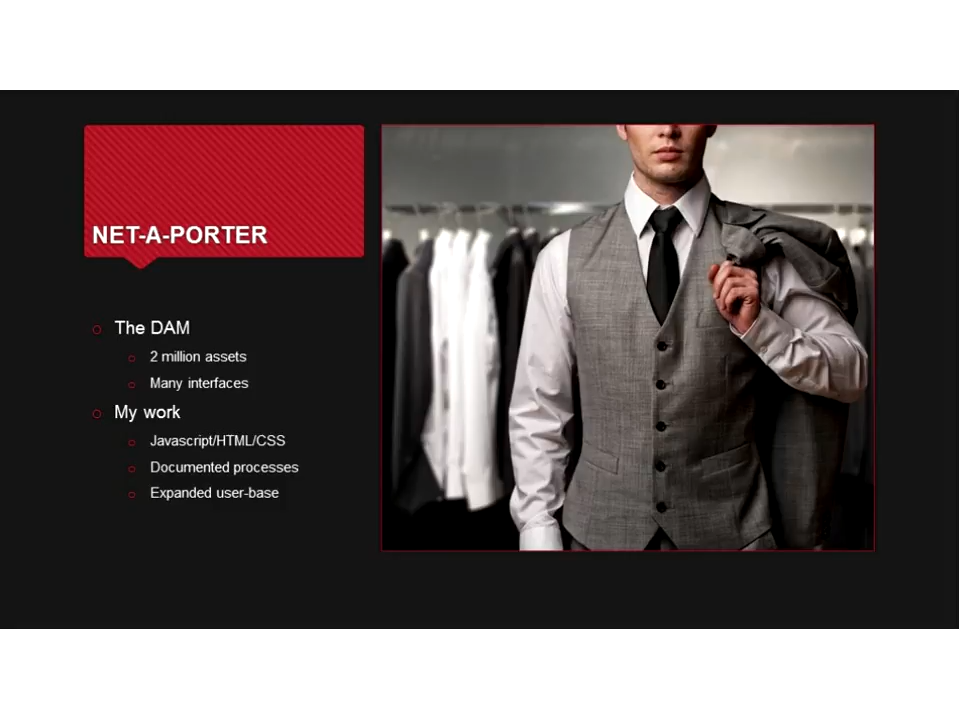 NET-A-PORTER
The DAM
2 million assets
Many interfaces
My work
Javascript/HTML/CSS
Documented processes
Expanded user-base